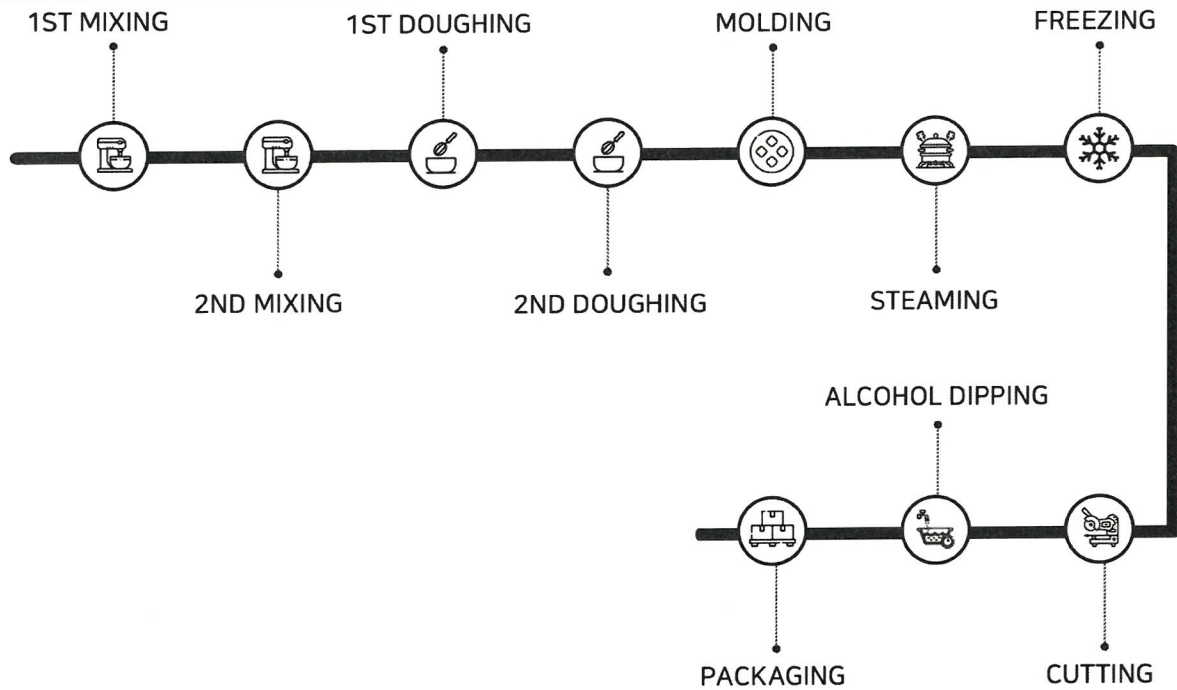 1ST MIXING
1ST DOUGHING
MOLDING
FREEZING
2ND MIXING
2ND DOUGHING
STEAMING
ALCOHOL DIPPING
PACKAGING
CUTTING